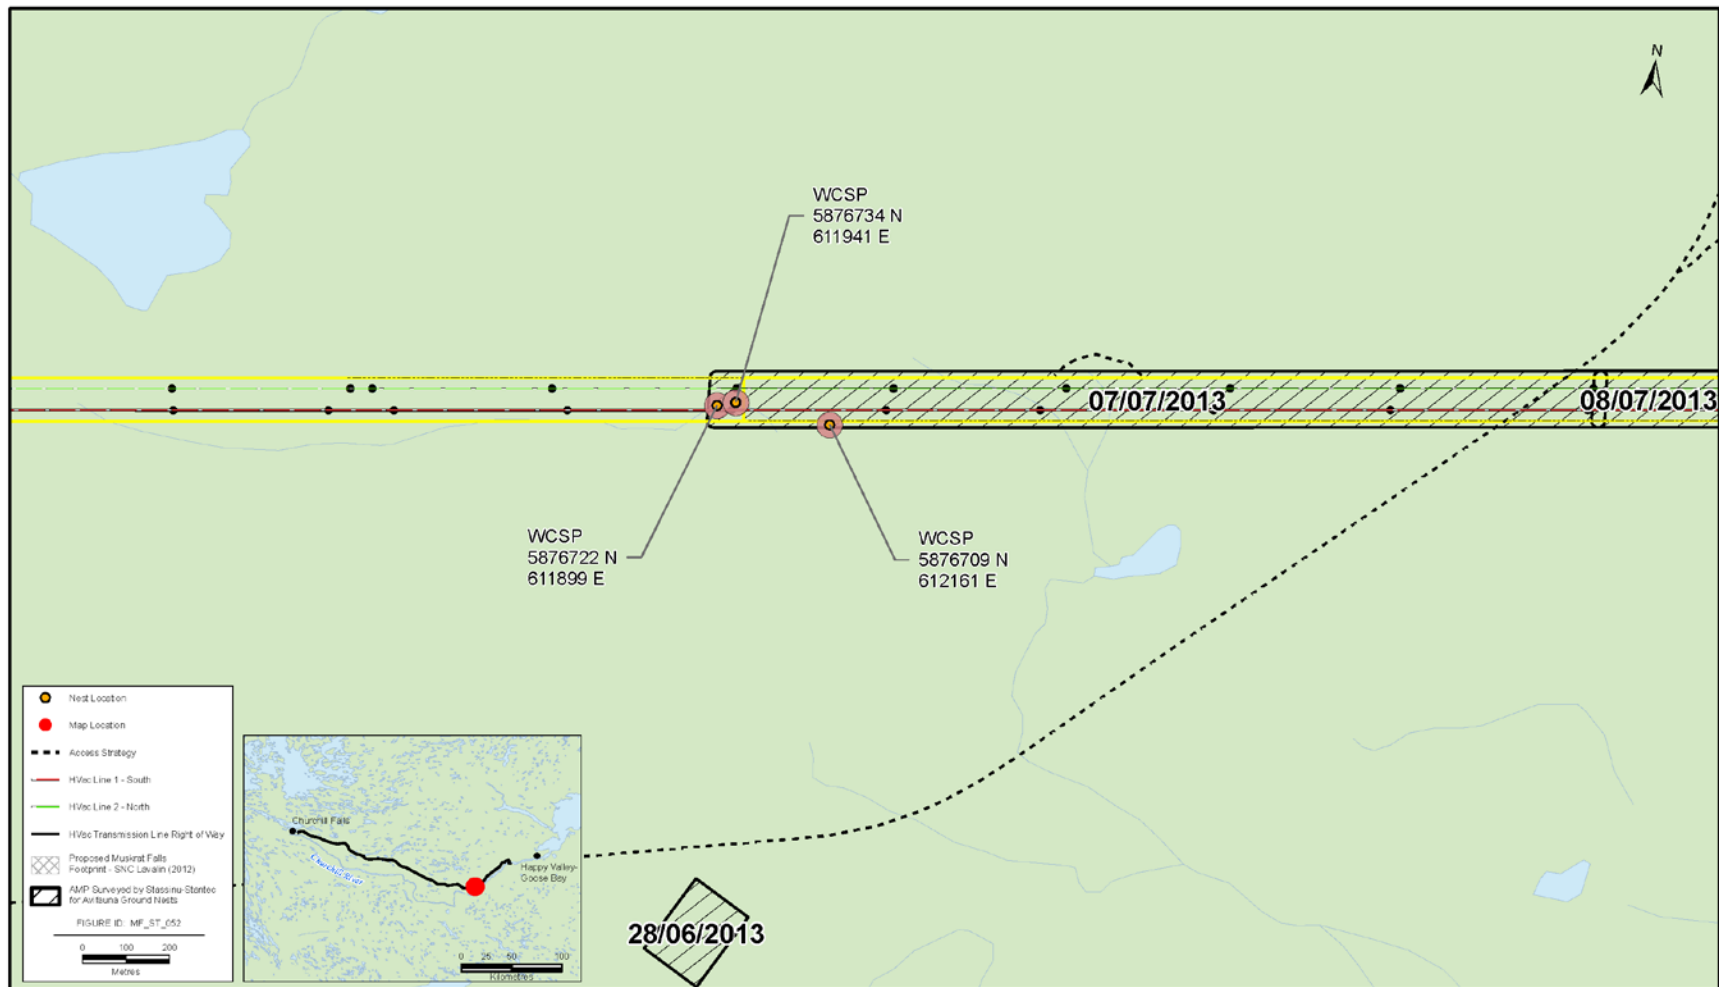 N
WCSP
5876734 N
611941 E
07/07/2013
08/07/2013
WCSP
5876722 N
611899 E
WCSP
5876709 N
612161 E
28/06/2013
Nest Location
Map Location
Access Strategy
HVac Line 1 - South
HVac Line 2 - North
HVac Transmission Line Right of Way
Proposed Muskrat Falls
Footprint - SNC Lavalin (2012)
AMP Surveyed by Stassinu-Stantec
for Avifauna Ground Nests
FIGURE ID: MF_ST_052
0 100 200
Metres
Churchill Falls
Churchill River
Happy Valley-
Goose Bay
0 25 50 100
Kilometres